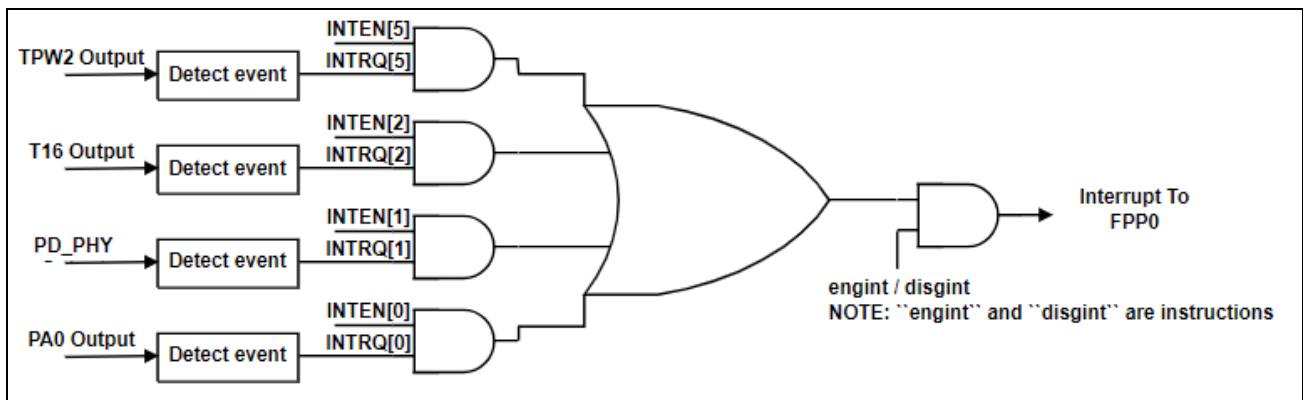 TPW2 Output
Detect event
INTEN[5]
INTRQ[5]
T16 Output
Detect event
INTEN[2]
INTRQ[2]
PD_PHY
Detect event
INTEN[1]
INTRQ[1]
PA0 Output
Detect event
INTEN[0]
INTRQ[0]
Interrupt To
FPP0
engint / disgint
NOTE: ``engint`` and ``disgint`` are instructions